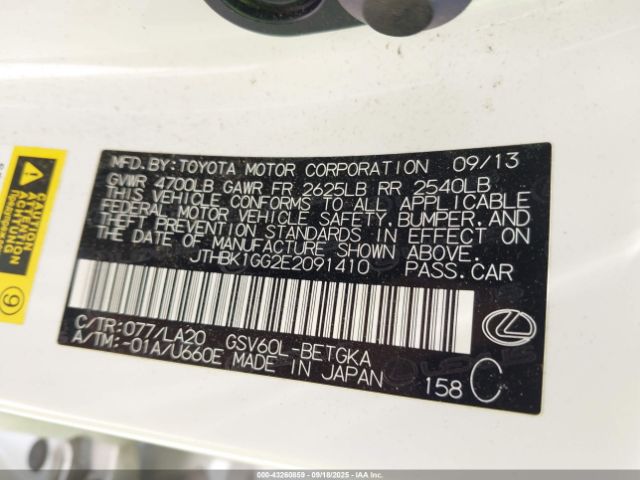 MFD. BY: TOYOTA MOTOR CORPORATION 09/13
GVWR 4700LB GAWR FR 2625LB RR 2540LB
THIS VEHICLE CONFORMS TO ALL APPLICABLE
FEDERAL MOTOR VEHICLE SAFETY, BUMPER, AND
THEFT PREVENTION STANDARDS IN EFFECT ON
THE DATE OF MANUFACTURE SHOWN ABOVE.
JTHBK1GG2E2091410 PASS.CAR
C/TR:077/LA20 GSV60L-BETGKA
A/TM:-01A/U660E MADE IN JAPAN
158 C
CAUTION
ACHTUNG
9
000-43260859 - 09/18/2025 - IAA Inc.